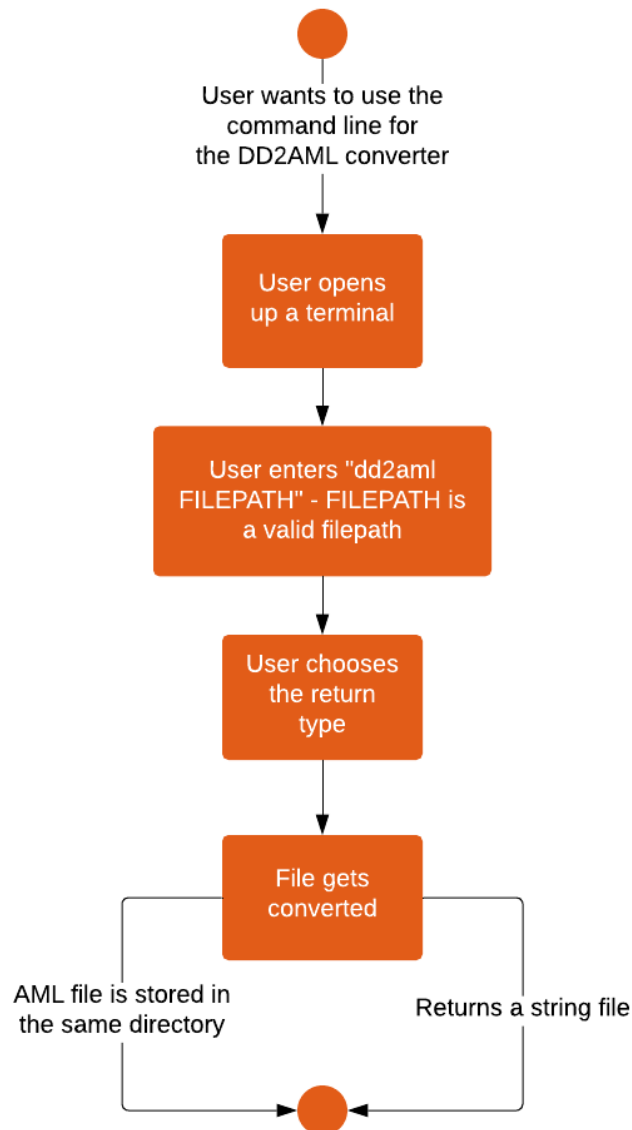 User wants to use the
command line for
the DD2AML converter
User opens
up a terminal
User enters "dd2aml
FILEPATH" - FILEPATH is
a valid filepath
User chooses
the return
type
File gets
converted
AML file is stored in
the same directory
Returns a string file